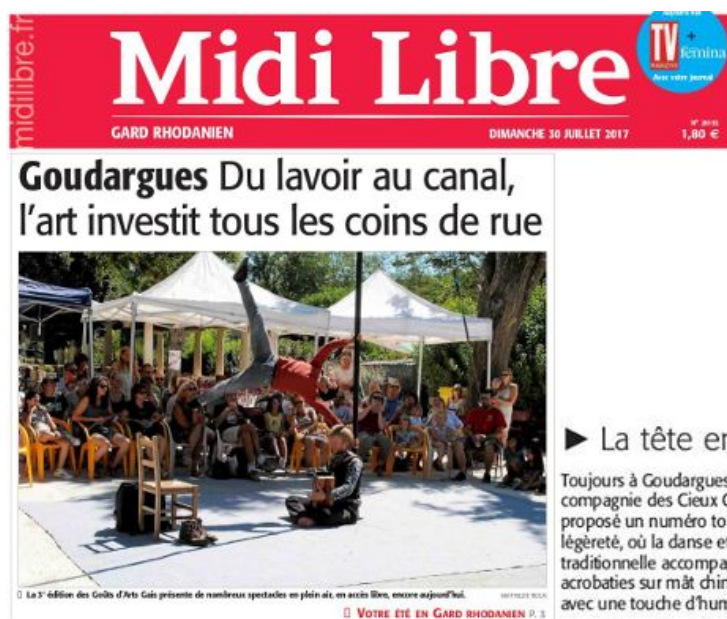 midilibre.fr
Midi Libre
TV + femina
Avec votre journal
GARD RHODANIEN
DIMANCHE 30 JUILLET 2017
1,80 €
Goudargues Du lavoir au canal,
l'art investit tous les coins de rue
La 3e édition des Goûts d'Arts Gais présente de nombreux spectacles en plein air, en accès libre, encore aujourd'hui.
VOTRE ÉTÉ EN GARD RHODANIEN P. 3
► La tête en
Toujours à Goudargues
compagnie des Cieux
proposé un numéro to
légèreté, où la danse et
traditionnelle accompa
acrobaties sur mât chin
avec une touche d'hum